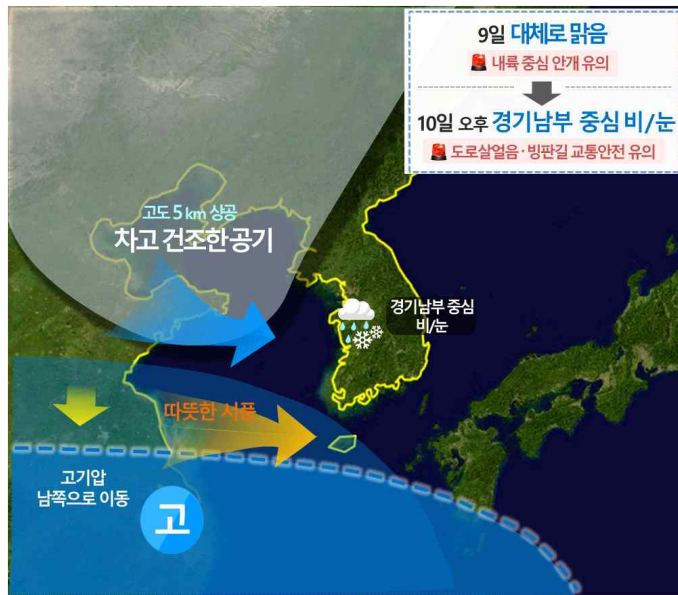 9일 대체로 맑음
🚨 내륙 중심 안개 유의
10일 오후 경기남부 중심 비/눈
🚨 도로살얼음·빙판길 교통안전 유의
고도 5 km 상공
차고 건조한 공기
경기남부 중심
비/눈
따뜻한 서풍
고기압
남쪽으로 이동
고